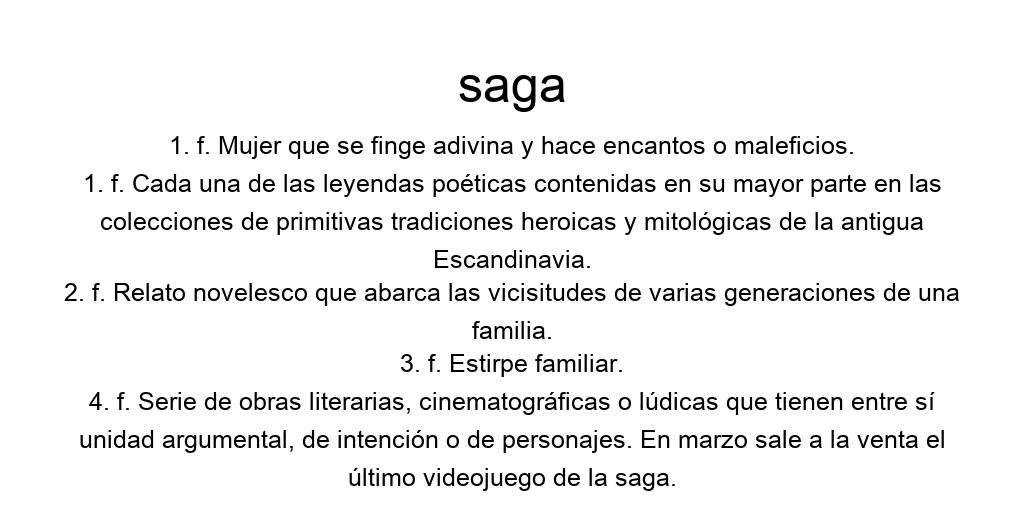 saga
1. f. Mujer que se finge adivina y hace encantos o maleficios.
1. f. Cada una de las leyendas poéticas contenidas en su mayor parte en las
colecciones de primitivas tradiciones heroicas y mitológicas de la antigua
Escandinavia.
2. f. Relato novelesco que abarca las vicisitudes de varias generaciones de una
familia.
3. f. Estirpe familiar.
4. f. Serie de obras literarias, cinematográficas o lúdicas que tienen entre sí
unidad argumental, de intención o de personajes. En marzo sale a la venta el
último videojuego de la saga.